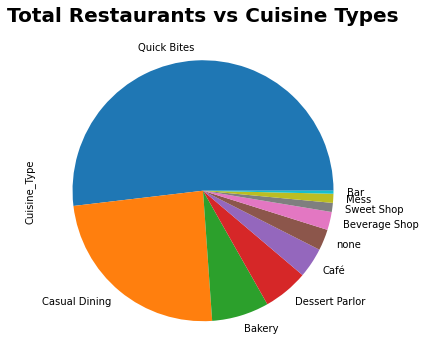 Total Restaurants vs Cuisine Types
Quick Bites
Cuisine_Type
Bar
Mess
Sweet Shop
Beverage Shop
none
Café
Dessert Parlor
Bakery
Casual Dining